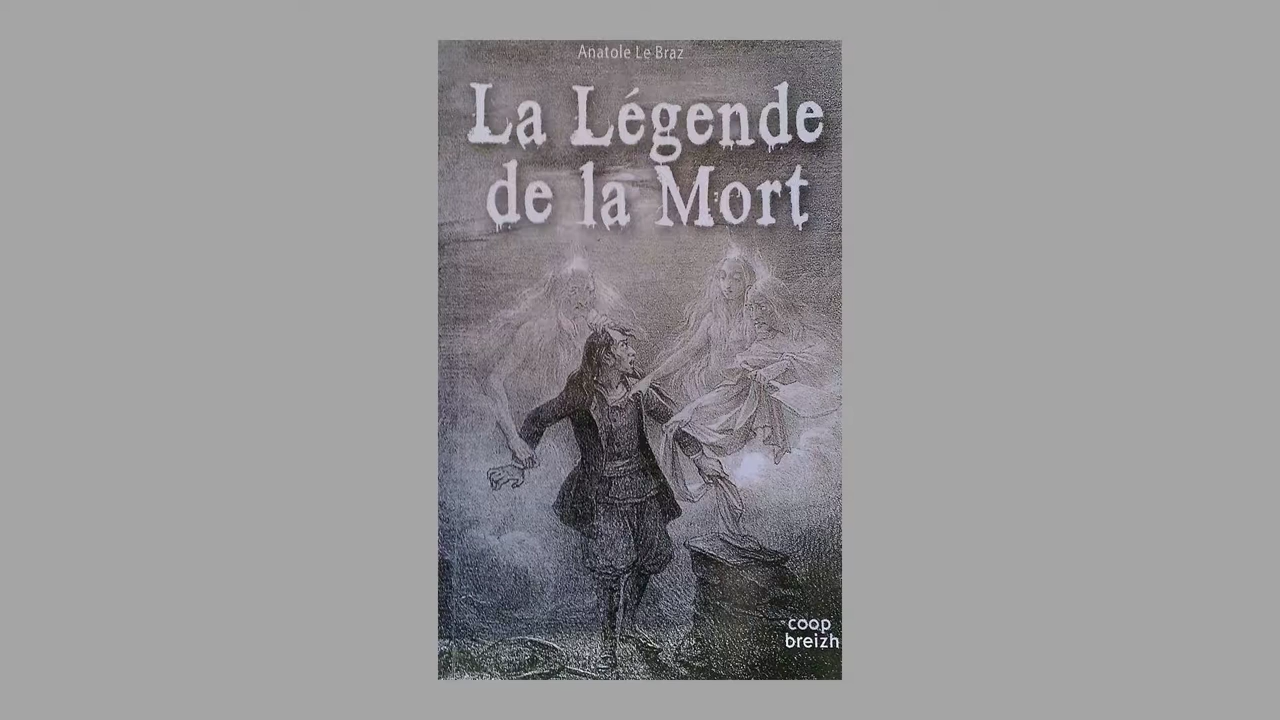 Anatole Le Braz
La Légende
de la Mort
coop
breizh